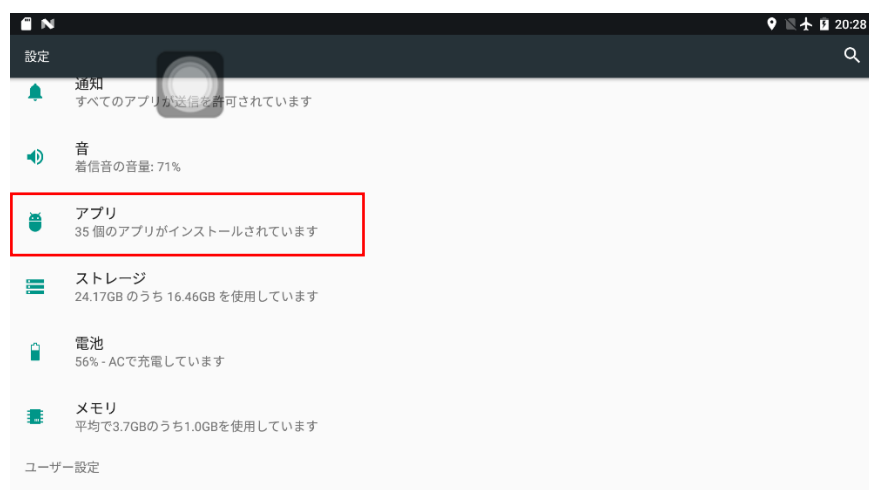 20:28
設定
通知
すべてのアプリが送信を許可されています
音
着信音の音量: 71%
アプリ
35 個のアプリがインストールされています
ストレージ
24.17GB のうち 16.46GB を使用しています
電池
56% - ACで充電しています
メモリ
平均で3.7GBのうち1.0GBを使用しています
ユーザー設定